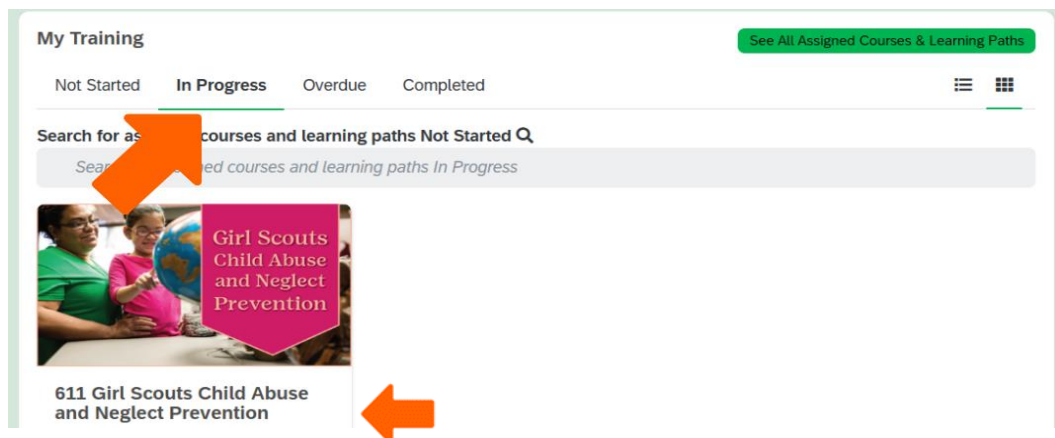 My Training
See All Assigned Courses & Learning Paths
Not Started In Progress Overdue Completed
Search for as courses and learning paths Not Started
Sear ed courses and learning paths In Progress
Girl Scouts
Child Abuse
and Neglect
Prevention
611 Girl Scouts Child Abuse
and Neglect Prevention